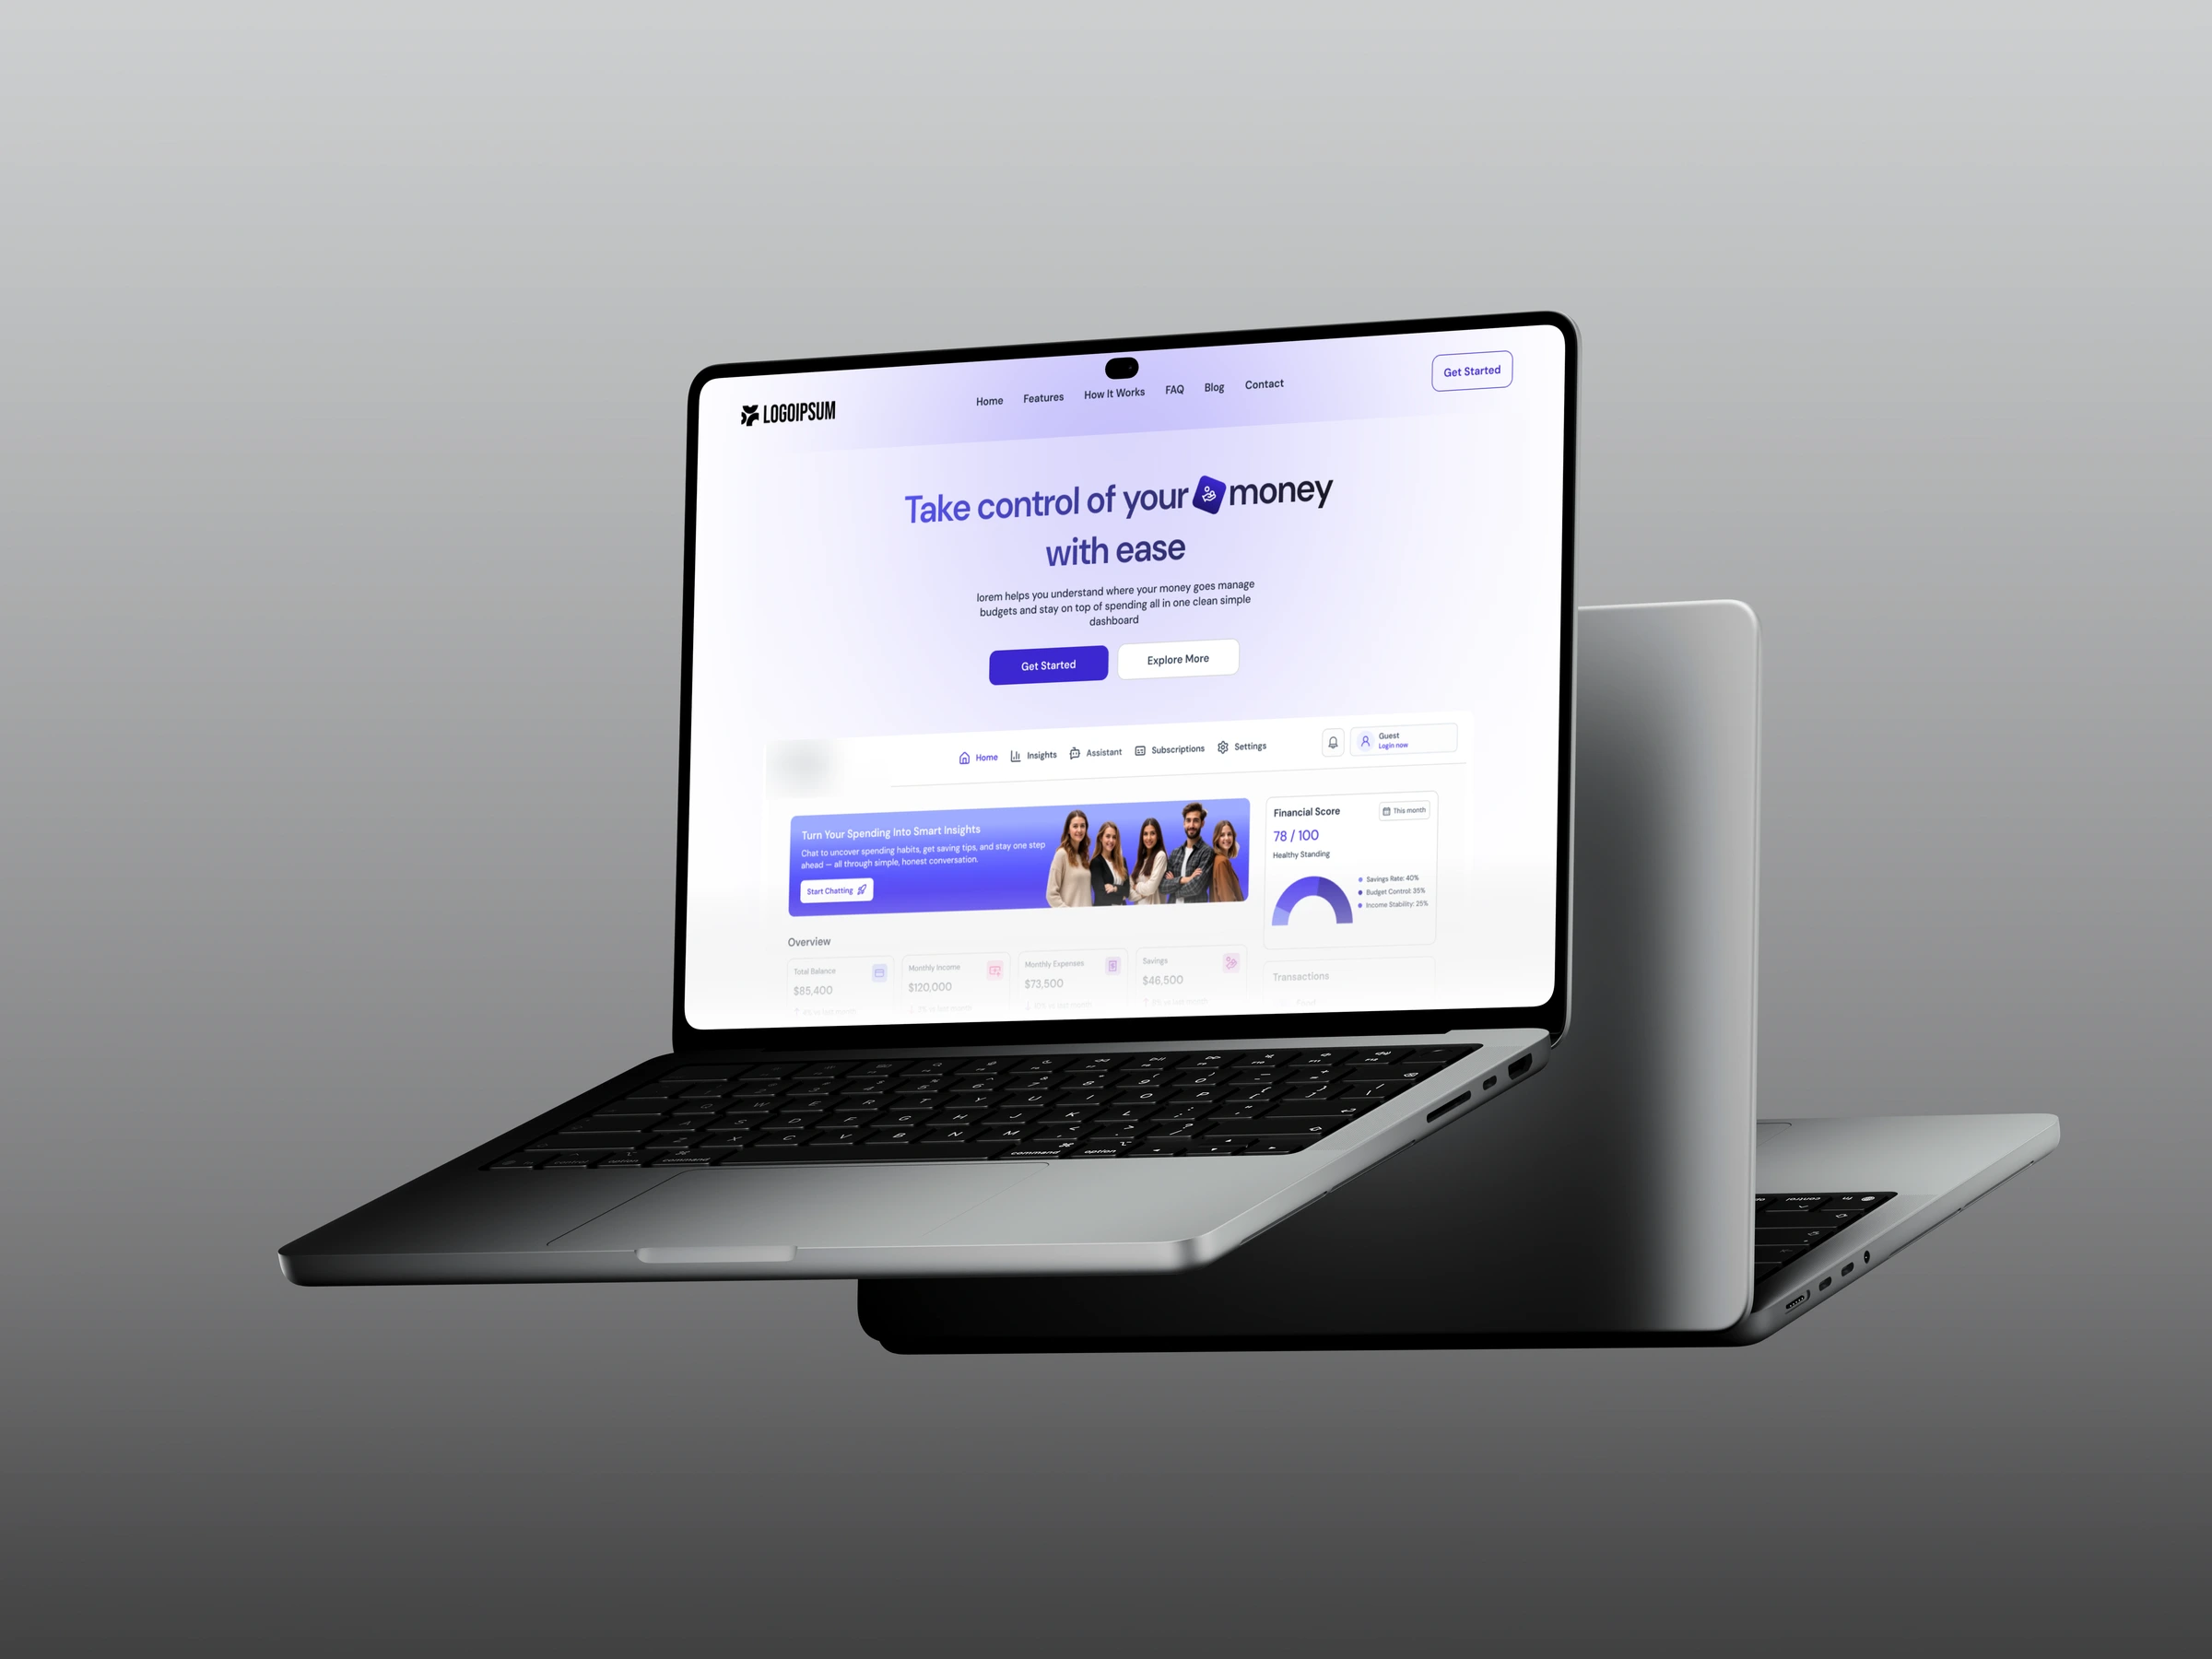 LOGOIPSUM
Home Features How It Works FAQ Blog Contact
Get Started
Take control of your money
with ease
lorem helps you understand where your money goes manage
budgets and stay on top of spending all in one clean simple
dashboard
Get Started Explore More
Home Insights Assistant Subscriptions Settings
Guest
Login now
Turn Your Spending Into Smart Insights
Chat to uncover spending habits, get saving tips, and stay one step
ahead — all through simple, honest conversation.
Start Chatting
Financial Score This month
78 / 100
Healthy Standing
Savings Rate: 40%
Budget Control: 35%
Income Stability: 25%
Overview
Total Balance
$85,400
Monthly Income
$120,000
Monthly Expenses
$73,500
Savings
$46,500
Transactions
Q W E R T Y U I O P
A S D F G H J K L
Z X C V B N M
control option command command option